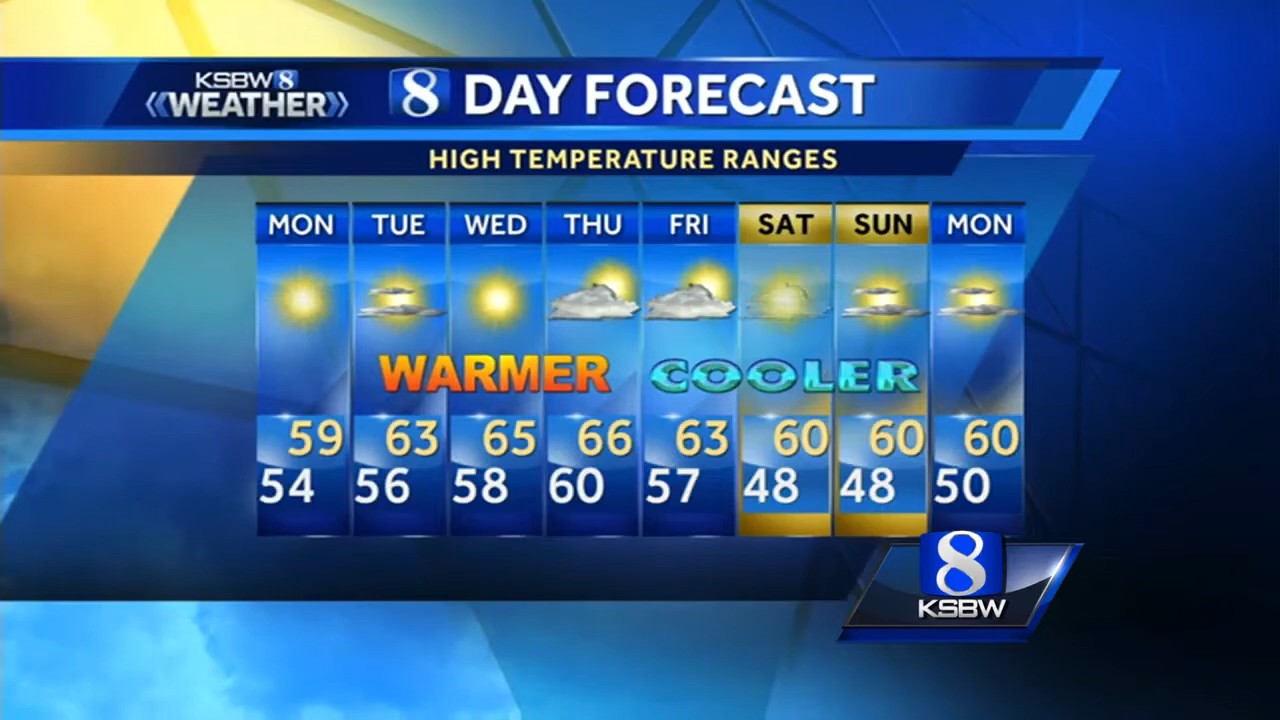 KSBW 8
WEATHER
8 DAY FORECAST
HIGH TEMPERATURE RANGES
MON TUE WED THU FRI SAT SUN MON
WARMER COOLER
59 63 65 66 63 60 60 60
54 56 58 60 57 48 48 50
8
KSBW